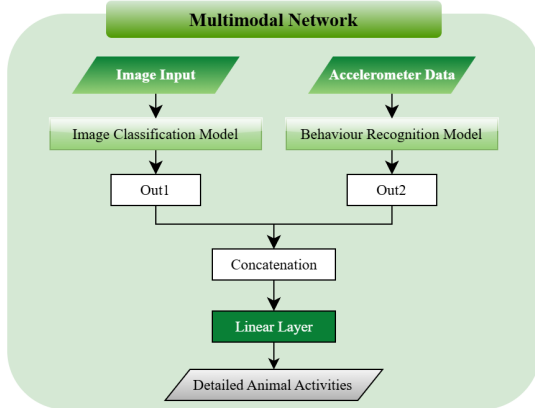 Multimodal Network
Image Input
Accelerometer Data
Image Classification Model
Behaviour Recognition Model
Out1
Out2
Concatenation
Linear Layer
Detailed Animal Activities